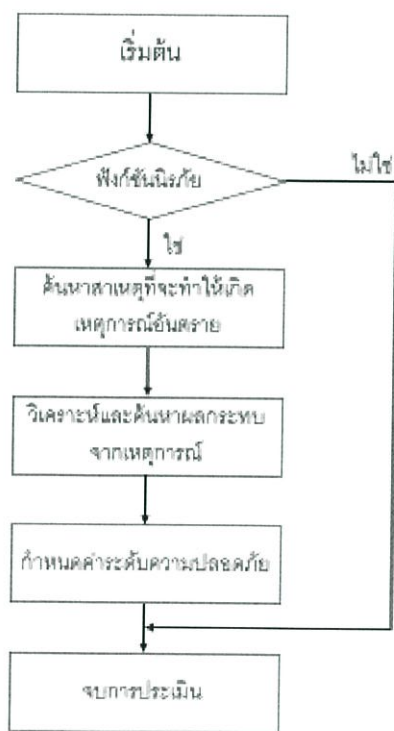 เริ่มต้น
ฟังก์ชันนิรภัย
ไม่ใช่
ใช่
ค้นหาสาเหตุที่จะทำให้เกิด
เหตุการณ์อันตราย
วิเคราะห์และค้นหาผลกระทบ
จากเหตุการณ์
กำหนดค่าระดับความปลอดภัย
จบการประเมิน